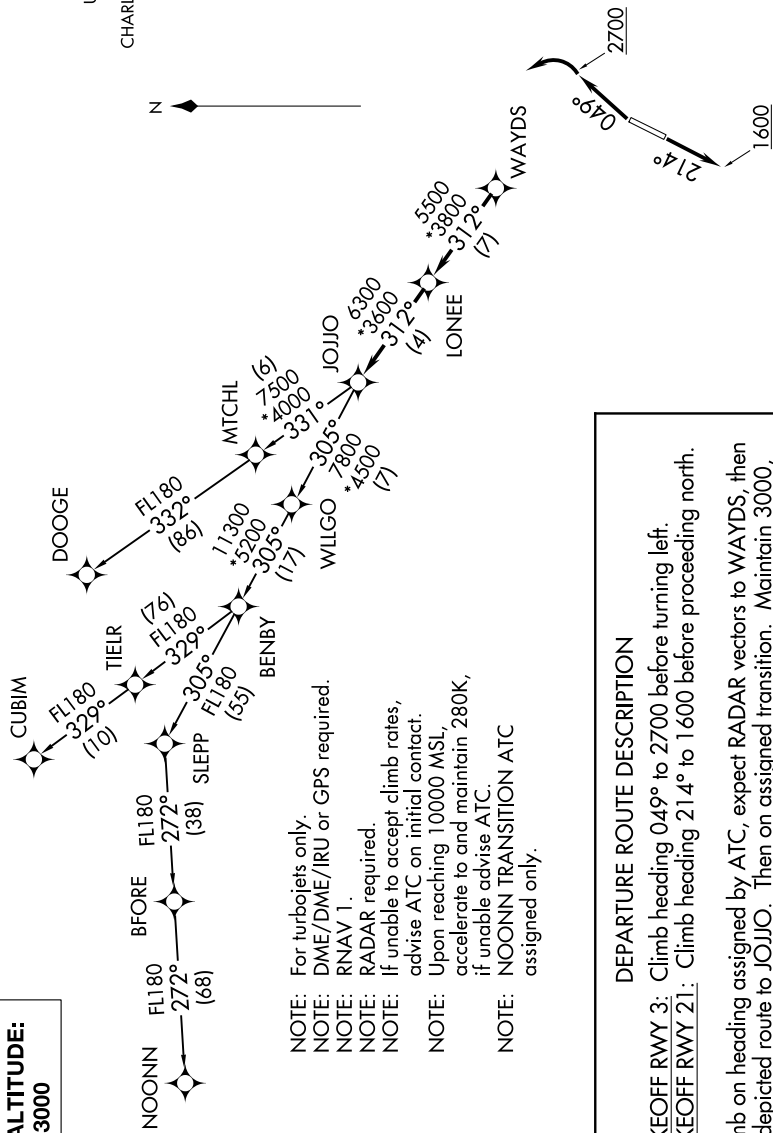 ALTITUDE:
3000
N
CUBIM
FL180
329°
(10)
TIELR
(76)
FL180
329°
DOOGE
FL180
332°
(86)
MTCHL
(6)
7500
*4000
331°
JOJJO
6300
*3600
312°
(4)
LONEE
5500
*3800
312°
(7)
WAYDS
305°
7800
*4500
(7)
WLLGO
11300
*5200
305°
(17)
BENBY
305°
FL180
(55)
SLEPP
FL180
272°
(38)
BFORE
FL180
272°
(68)
NOONN
049°
2700
214°
1600
NOTE: For turbojets only.
NOTE: DME/DME/IRU or GPS required.
NOTE: RNAV 1.
NOTE: RADAR required.
NOTE: If unable to accept climb rates,
advise ATC on initial contact.
NOTE: Upon reaching 10000 MSL,
accelerate to and maintain 280K,
if unable advise ATC.
NOTE: NOONN TRANSITION ATC
assigned only.
DEPARTURE ROUTE DESCRIPTION
KEOFF RWY 3: Climb heading 049° to 2700 before turning left.
KEOFF RWY 21: Climb heading 214° to 1600 before proceeding north.
mb on heading assigned by ATC, expect RADAR vectors to WAYDS, then
depicted route to JOJJO. Then on assigned transition. Maintain 3000,
CHARL